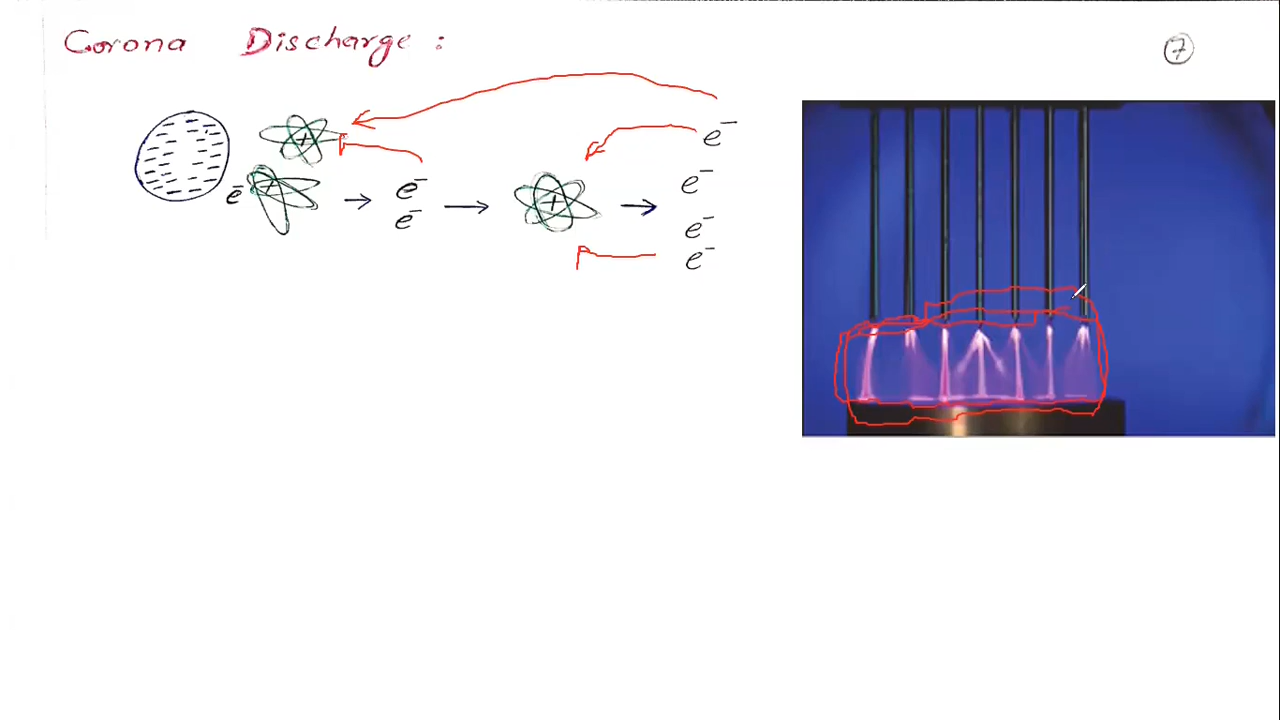 Corona Discharge :
7
+
e⁻ + → e⁻ → + → e⁻
e⁻ e⁻
e⁻
e⁻